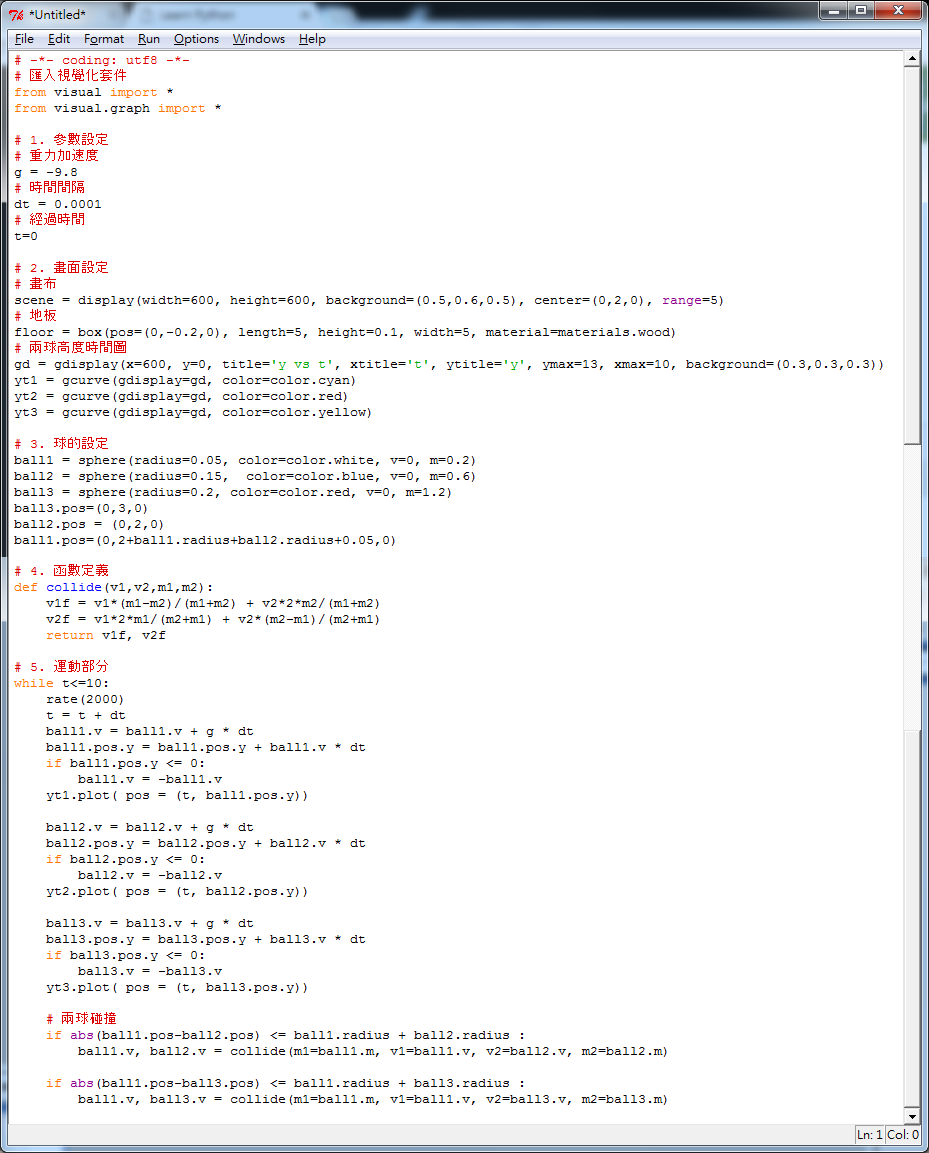 *Untitled*
File Edit Format Run Options Windows Help
# -*- coding: utf8 -*-
# 匯入視覺化套件
from visual import *
from visual.graph import *
# 1. 參數設定
# 重力加速度
g = -9.8
# 時間間隔
dt = 0.0001
# 經過時間
t=0
# 2. 畫面設定
# 畫布
scene = display(width=600, height=600, background=(0.5,0.6,0.5), center=(0,2,0), range=5)
# 地板
floor = box(pos=(0,-0.2,0), length=5, height=0.1, width=5, material=materials.wood)
# 兩球高度時間圖
gd = gdisplay(x=600, y=0, title='y vs t', xtitle='t', ytitle='y', ymax=13, xmax=10, background=(0.3,0.3,0.3))
yt1 = gcurve(gdisplay=gd, color=color.cyan)
yt2 = gcurve(gdisplay=gd, color=color.red)
yt3 = gcurve(gdisplay=gd, color=color.yellow)
# 3. 球的設定
ball1 = sphere(radius=0.05, color=color.white, v=0, m=0.2)
ball2 = sphere(radius=0.15,  color=color.blue, v=0, m=0.6)
ball3 = sphere(radius=0.2, color=color.red, v=0, m=1.2)
ball3.pos=(0,3,0)
ball2.pos = (0,2,0)
ball1.pos=(0,2+ball1.radius+ball2.radius+0.05,0)
# 4. 函數定義
def collide(v1,v2,m1,m2):
    v1f = v1*(m1-m2)/(m1+m2) + v2*2*m2/(m1+m2)
    v2f = v1*2*m1/(m2+m1) + v2*(m2-m1)/(m2+m1)
    return v1f, v2f
# 5. 運動部分
while t<=10:
    rate(2000)
    t = t + dt
    ball1.v = ball1.v + g * dt
    ball1.pos.y = ball1.pos.y + ball1.v * dt
    if ball1.pos.y <= 0:
        ball1.v = -ball1.v
    yt1.plot( pos = (t, ball1.pos.y))
    ball2.v = ball2.v + g * dt
    ball2.pos.y = ball2.pos.y + ball2.v * dt
    if ball2.pos.y <= 0:
        ball2.v = -ball2.v
    yt2.plot( pos = (t, ball2.pos.y))
    ball3.v = ball3.v + g * dt
    ball3.pos.y = ball3.pos.y + ball3.v * dt
    if ball3.pos.y <= 0:
        ball3.v = -ball3.v
    yt3.plot( pos = (t, ball3.pos.y))
    # 兩球碰撞
    if abs(ball1.pos-ball2.pos) <= ball1.radius + ball2.radius :
        ball1.v, ball2.v = collide(m1=ball1.m, v1=ball1.v, v2=ball2.v, m2=ball2.m)
    if abs(ball1.pos-ball3.pos) <= ball1.radius + ball3.radius :
        ball1.v, ball3.v = collide(m1=ball1.m, v1=ball1.v, v2=ball3.v, m2=ball3.m)
Ln: 1 Col: 0